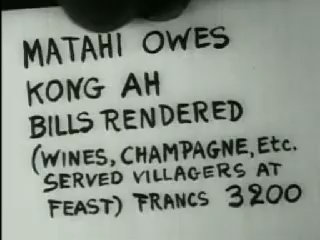 MATAHI OWES
KONG AH
BILLS RENDERED
(WINES, CHAMPAGNE, Etc.
SERVED VILLAGERS AT
FEAST) FRANCS 3200